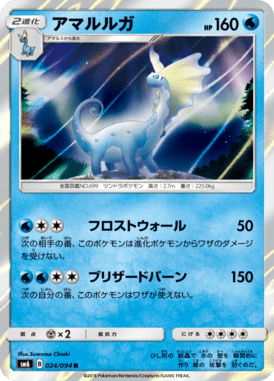 2進化 アマルルガ HP160
アマルスから進化
全国図鑑NO.699 ツンドラポケモン 高さ:2.7m 重さ:225.0kg
フロストウォール 50
次の相手の番、このポケモンは進化ポケモンからワザのダメージ
を受けない。
ブリザードバーン 150
次の自分の番、このポケモンはワザが使えない。
弱点 ×2 抵抗力 にげる
Illus. Suwama Chiaki
SM6 B 024/094 R
©2018 Pokémon/Nintendo/Creatures/GAME FREAK.